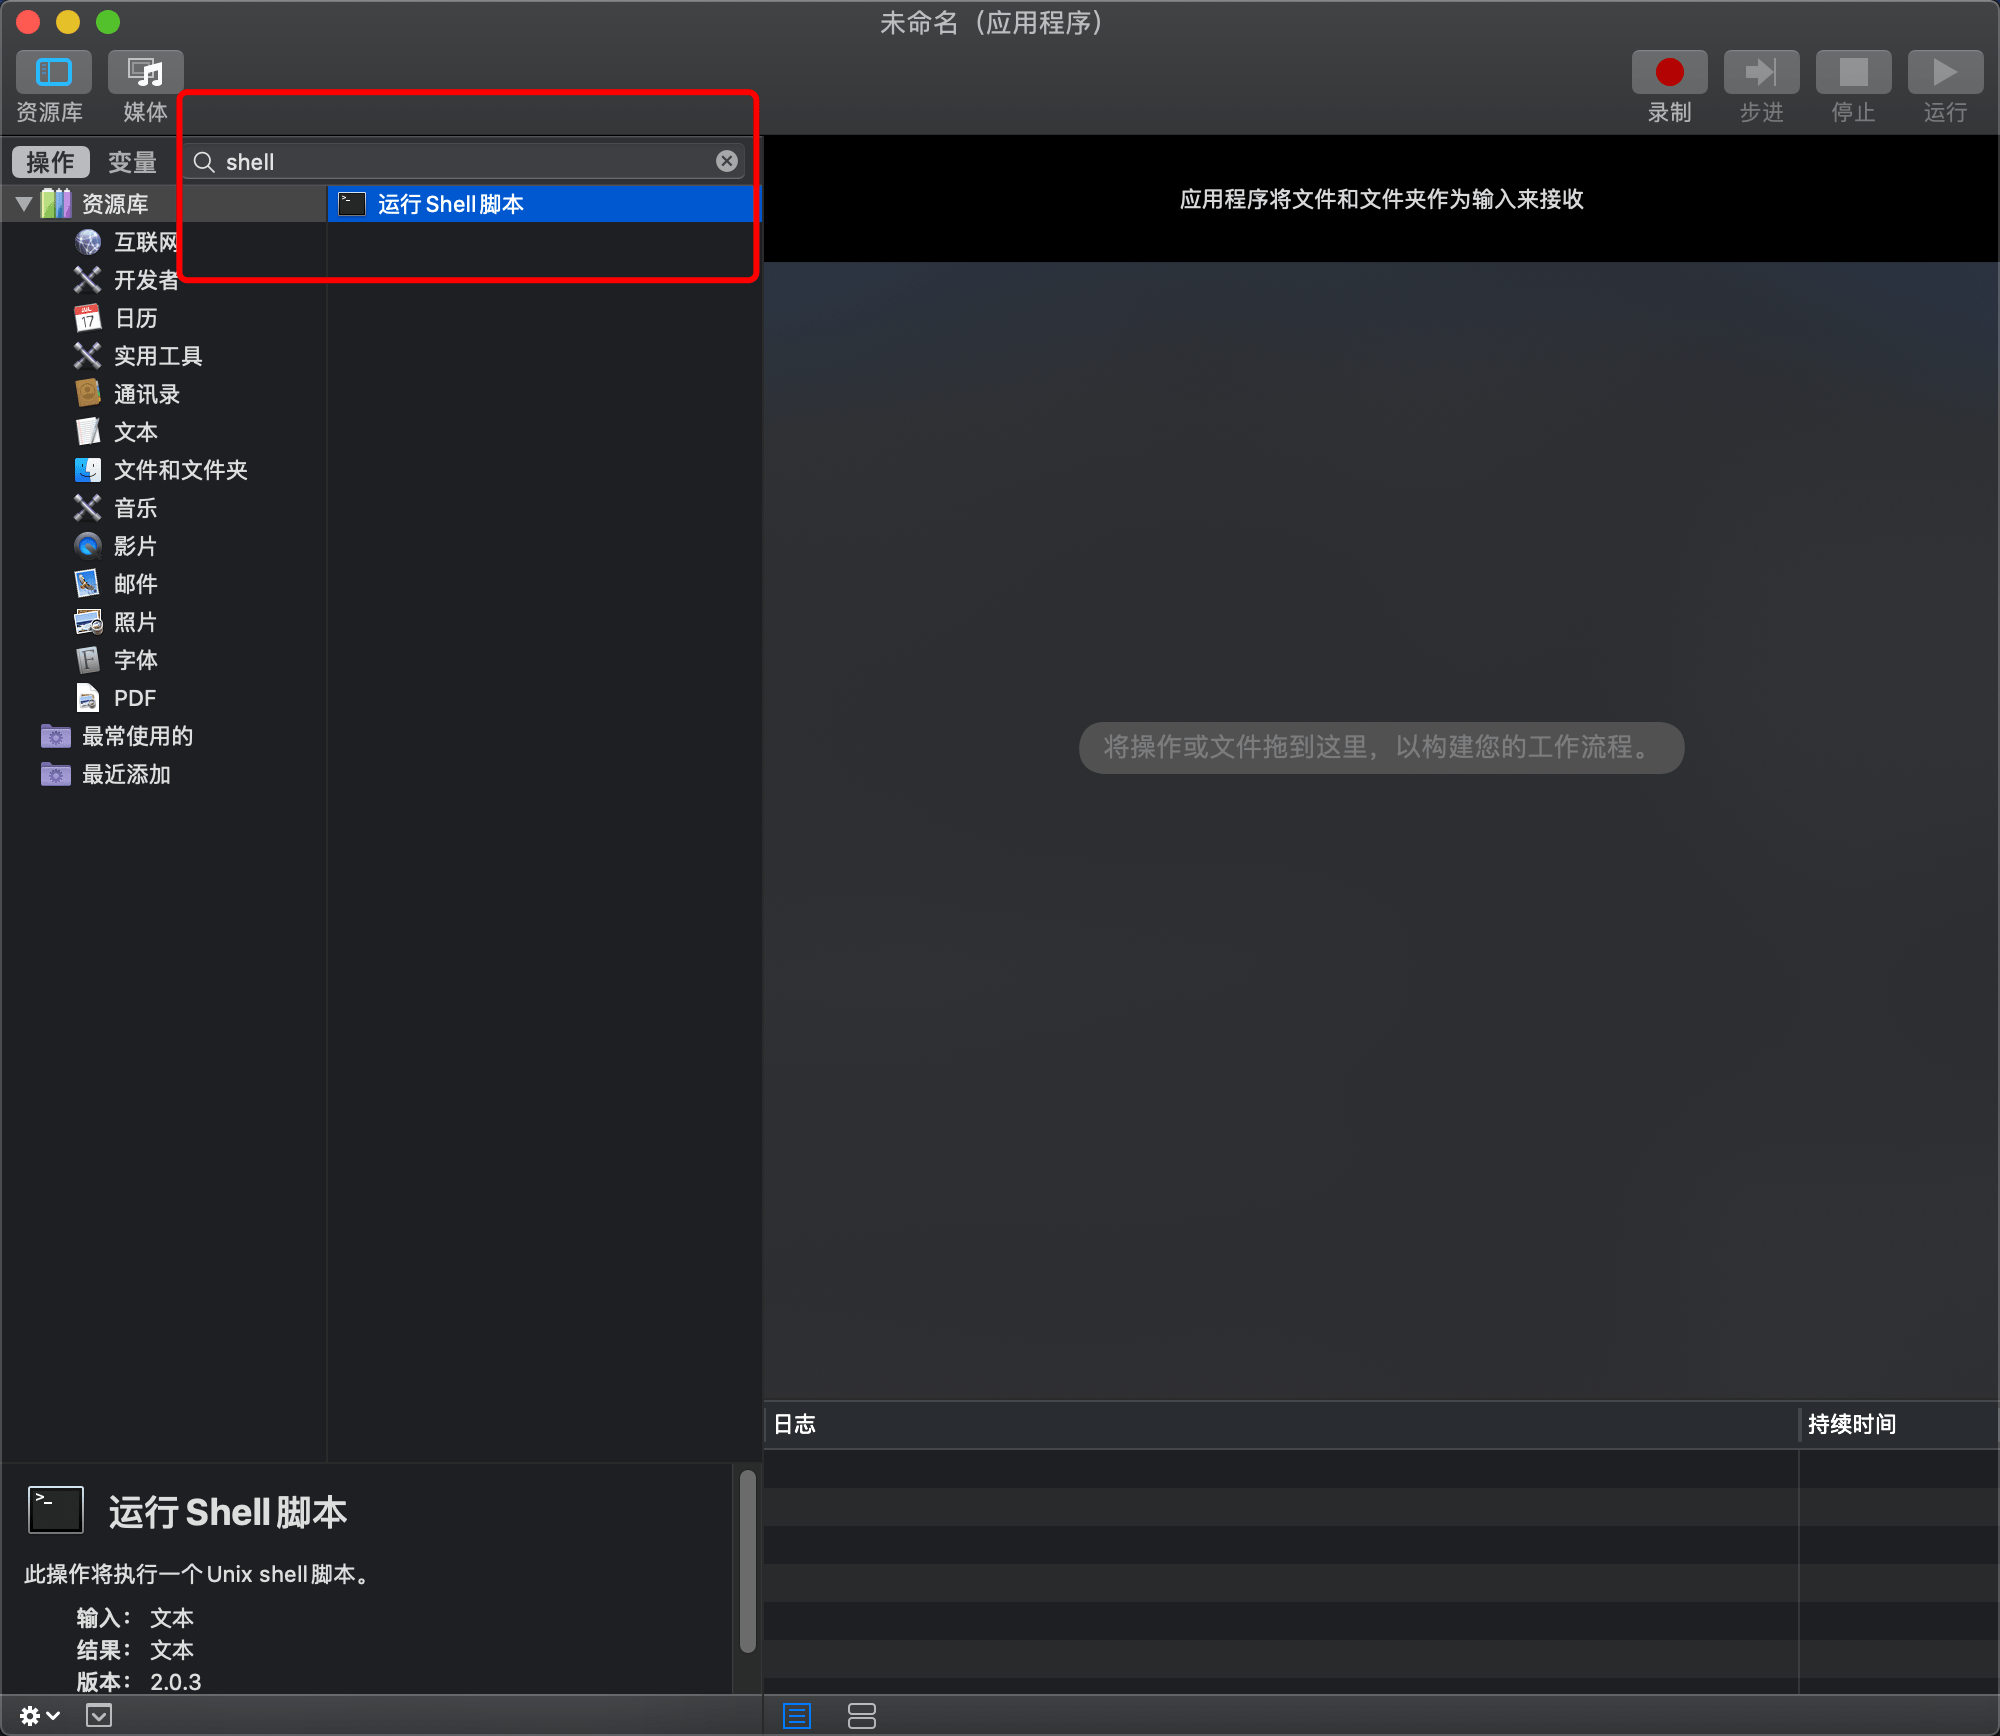 未命名（应用程序）
资源库
媒体
录制
步进
停止
运行
操作
变量
shell
资源库
互联网
开发者
日历
实用工具
通讯录
文本
文件和文件夹
音乐
影片
邮件
照片
字体
PDF
最常使用的
最近添加
运行 Shell 脚本
应用程序将文件和文件夹作为输入来接收
将操作或文件拖到这里，以构建您的工作流程。
日志
持续时间
运行 Shell 脚本
此操作将执行一个 Unix shell 脚本。
输入： 文本
结果： 文本
版本： 2.0.3